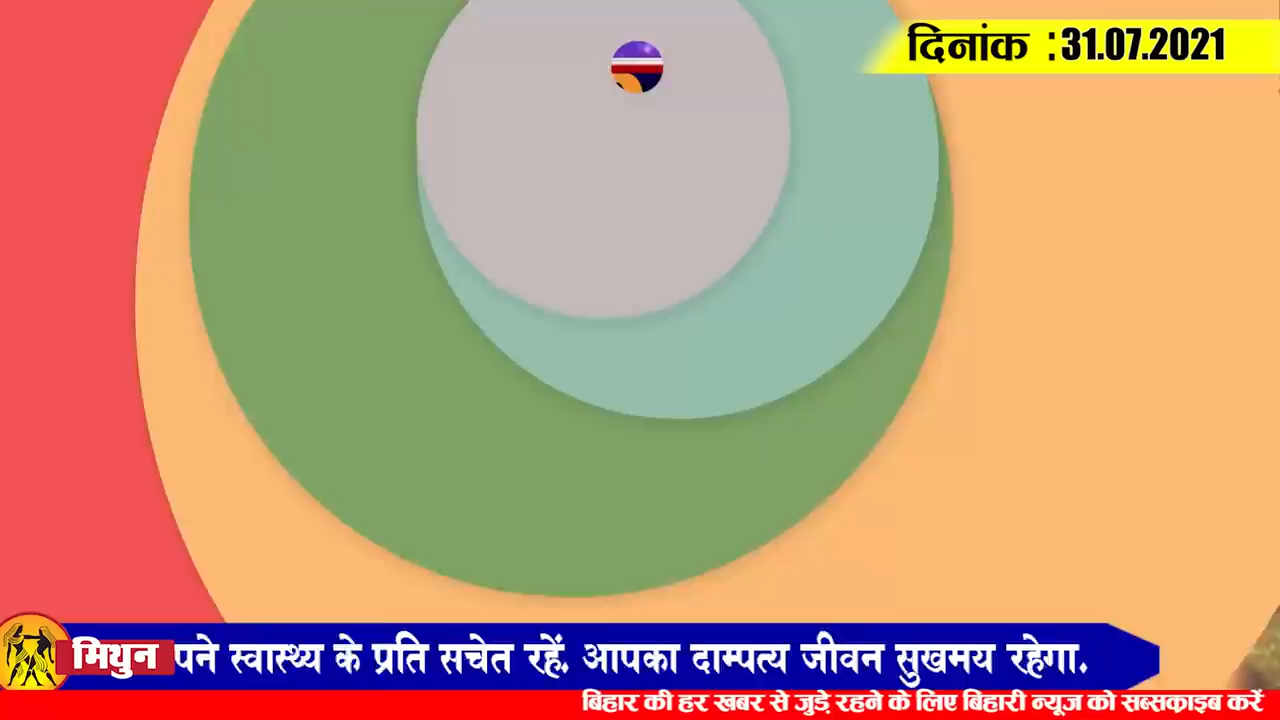 दिनांक :31.07.2021
मिथुन पने स्वास्थ्य के प्रति सचेत रहें. आपका दाम्पत्य जीवन सुखमय रहेगा.
बिहार की हर खबर से जुड़े रहने के लिए बिहारी न्यूज को सब्सक्राइब करें